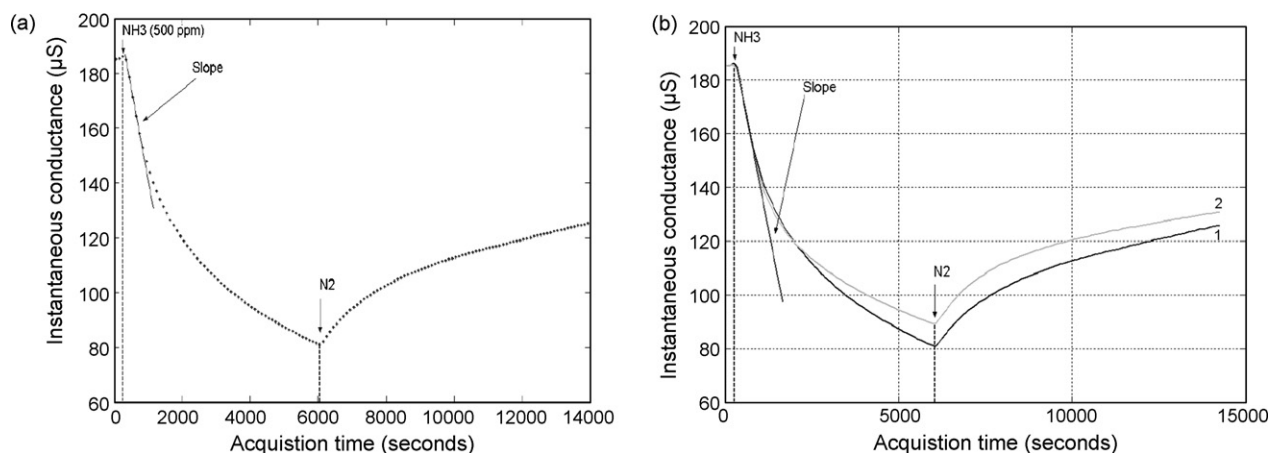 (a)
200
180
160
140
120
100
80
60
Instantaneous conductance (µS)
NH3 (500 ppm)
Slope
N2
0 2000 4000 6000 8000 10000 12000 14000
Acquistion time (seconds)
(b)
200
180
160
140
120
100
80
60
Instantaneous conductance (µS)
NH3
Slope
N2
2
1
0 5000 10000 15000
Acquistion time (seconds)